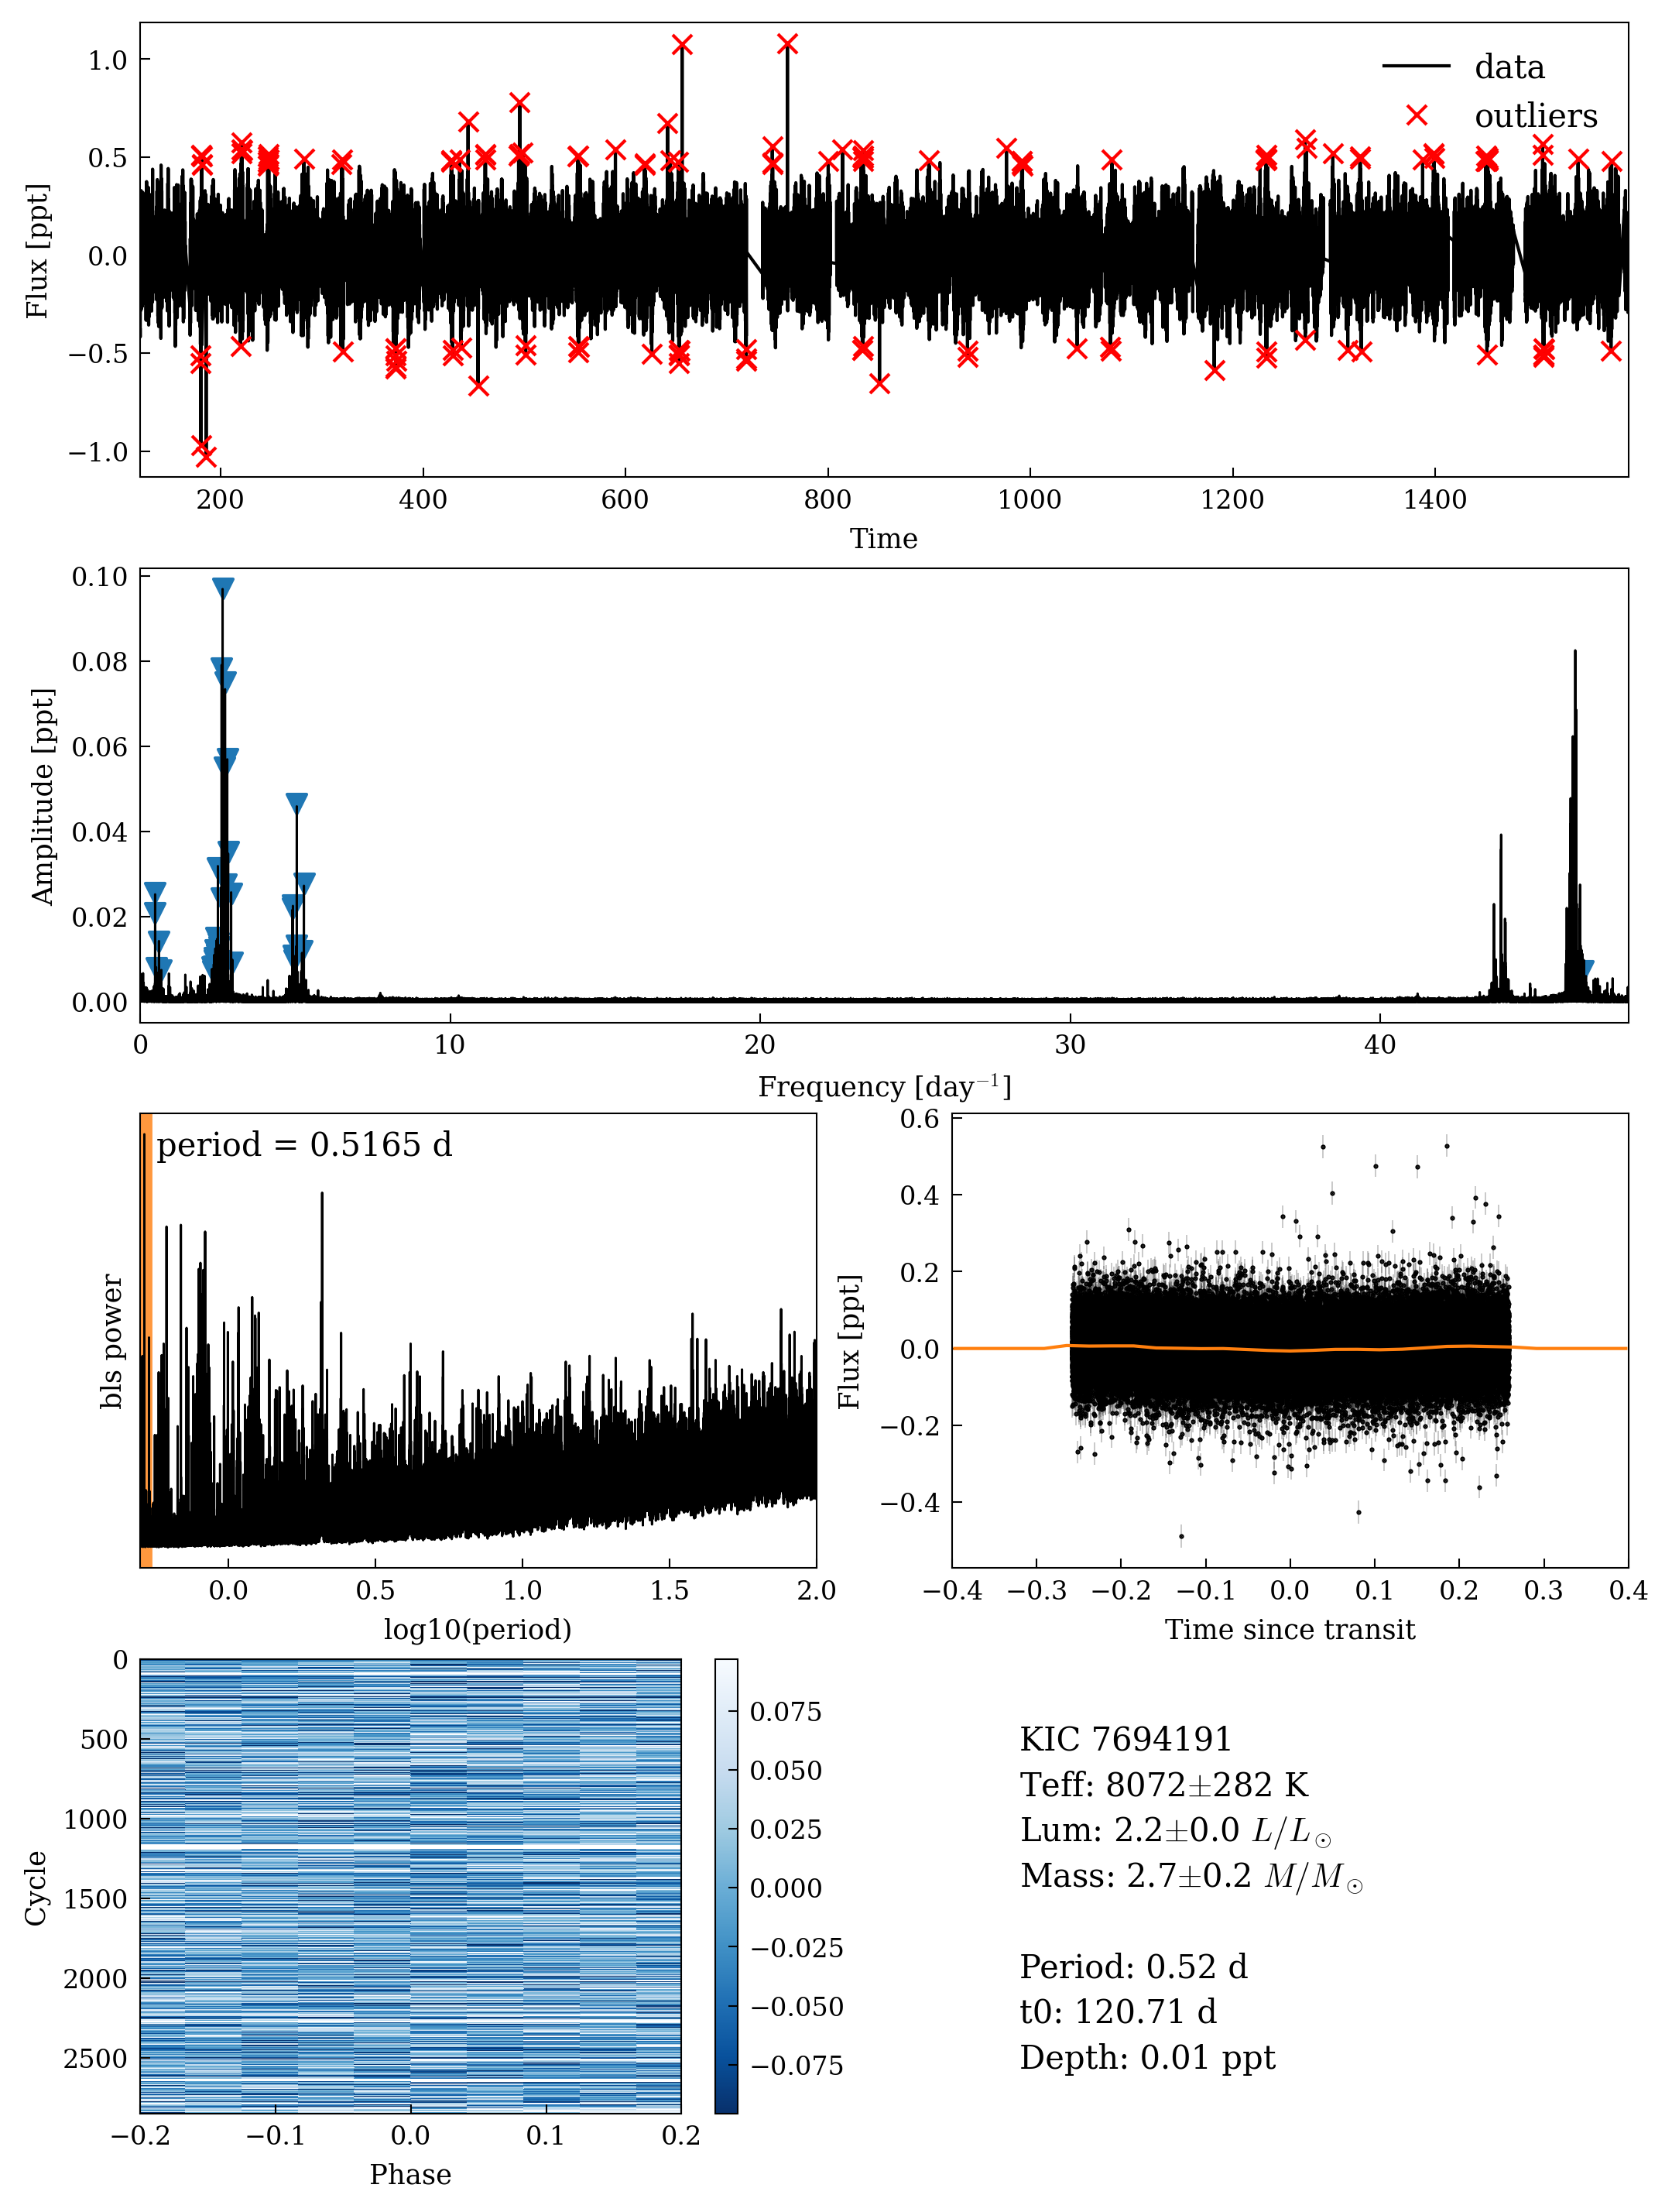 1.0
0.5
0.0
−0.5
−1.0
Flux [ppt]
data
outliers
200 400 600 800 1000 1200 1400
Time
0.10
0.08
0.06
0.04
0.02
0.00
Amplitude [ppt]
0 10 20 30 40
Frequency [day⁻¹]
period = 0.5165 d
bls power
0.0 0.5 1.0 1.5 2.0
log10(period)
0.6
0.4
0.2
0.0
−0.2
−0.4
Flux [ppt]
−0.4 −0.3 −0.2 −0.1 0.0 0.1 0.2 0.3 0.4
Time since transit
0
500
1000
1500
2000
2500
Cycle
−0.2 −0.1 0.0 0.1 0.2
Phase
0.075
0.050
0.025
0.000
−0.025
−0.050
−0.075
KIC 7694191
Teff: 8072±282 K
Lum: 2.2±0.0 L/L☉
Mass: 2.7±0.2 M/M☉
Period: 0.52 d
t0: 120.71 d
Depth: 0.01 ppt